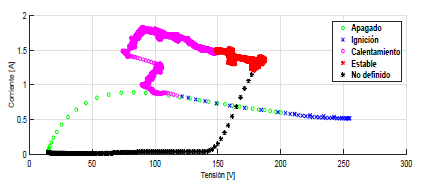 2
1.5
1
0.5
0
0
50
100
150
200
250
300
Corriente [A]
Tensión [V]
Apagado
Ignición
Calentamiento
Estable
No definido